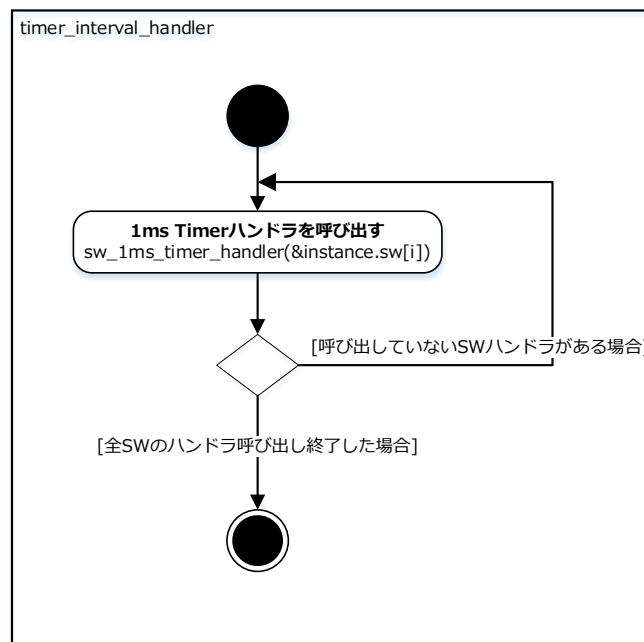 timer_interval_handler
1ms Timerハンドラを呼び出す
sw_1ms_timer_handler(&instance.sw[i])
[呼び出していないSWハンドラがある場合]
[全SWのハンドラ呼び出し終了した場合]